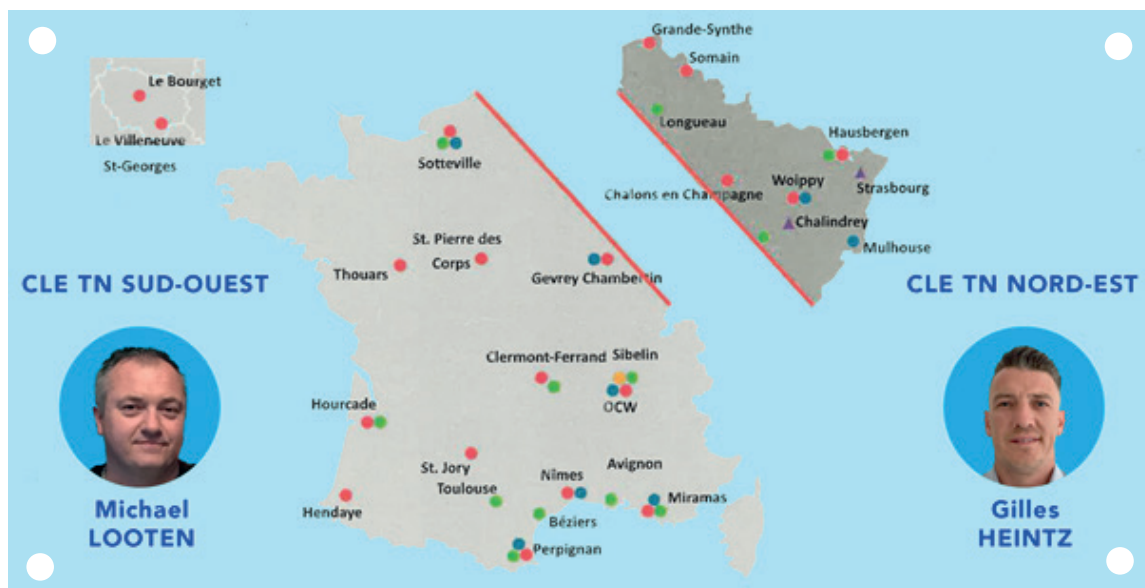 Le Bourget
Le Villeneuve
St-Georges
Grande-Synthe
Somain
Longueau
Hausbergen
Strasbourg
Woippy
Chalons en Champagne
Chalindrey
Mulhouse
Sotteville
St. Pierre des
Corps
Thouars
Gevrey Chambertin
CLE TN SUD-OUEST
CLE TN NORD-EST
Clermont-Ferrand
Sibelin
OCW
Hourcade
St. Jory
Toulouse
Nîmes
Avignon
Miramas
Hendaye
Béziers
Perpignan
Michael
LOOTEN
Gilles
HEINTZ